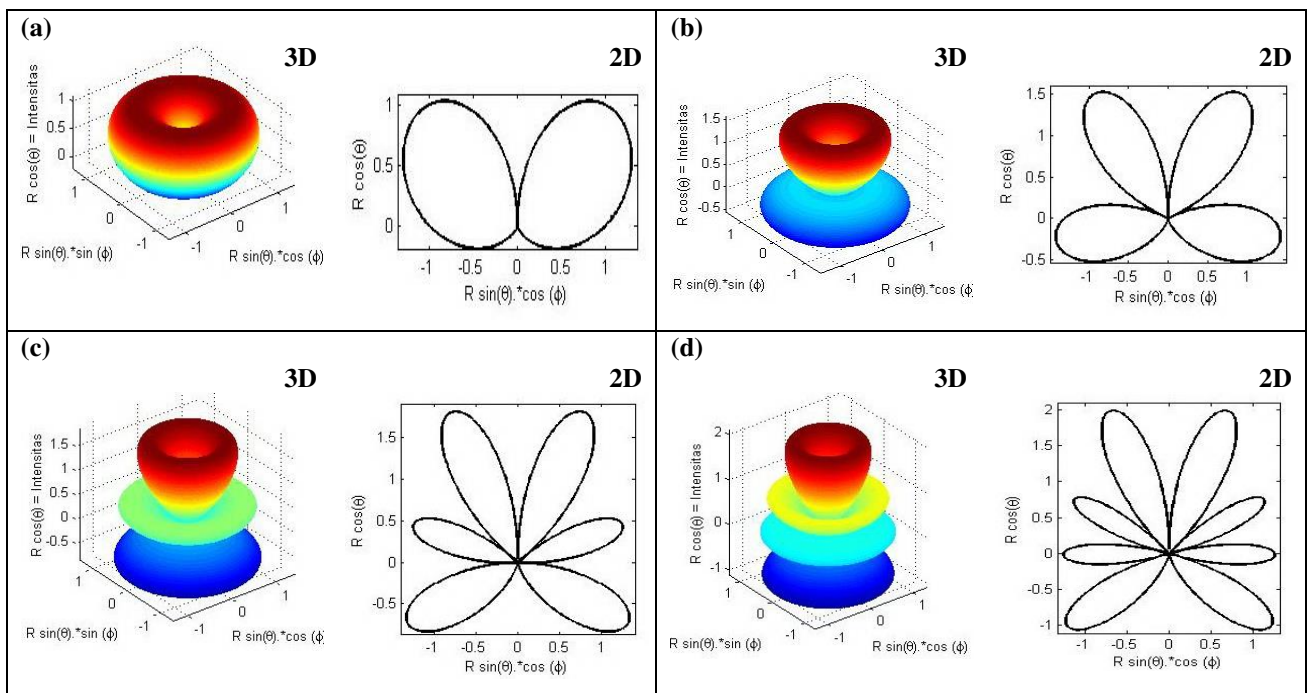 (a)
3D
2D
R cos(θ) = Intensitas
1
0.5
0
1
0
-1
-1
0
1
R sin(θ).*sin (ϕ)
R sin(θ).*cos (ϕ)
R cos(θ)
1
0.5
0
-1
-0.5
0
0.5
1
R sin(θ).*cos (ϕ)
(b)
3D
2D
R cos(θ) = Intensitas
1.5
1
0.5
0
-0.5
1
0
-1
-1
0
1
R sin(θ).*sin (ϕ)
R sin(θ).*cos (ϕ)
R cos(θ)
1.5
1
0.5
0
-0.5
-1
-0.5
0
0.5
1
R sin(θ).*cos (ϕ)
(c)
3D
2D
R cos(θ) = Intensitas
1.5
1
0.5
0
-0.5
1
0
-1
-1
0
1
R sin(θ).*sin (ϕ)
R sin(θ).*cos (ϕ
R cos(θ)
1.5
1
0.5
0
-0.5
-1
-0.5
0
0.5
1
R sin(θ).*cos (ϕ)
(d)
3D
2D
R cos(θ) = Intensitas
2
1
0
-1
1
0
-1
-1
0
1
R sin(θ).*sin (ϕ)
R sin(θ).*cos (ϕ)
R cos(θ)
2
1.5
1
0.5
0
-0.5
-1
-1
-0.5
0
0.5
1
R sin(θ).*cos (ϕ)